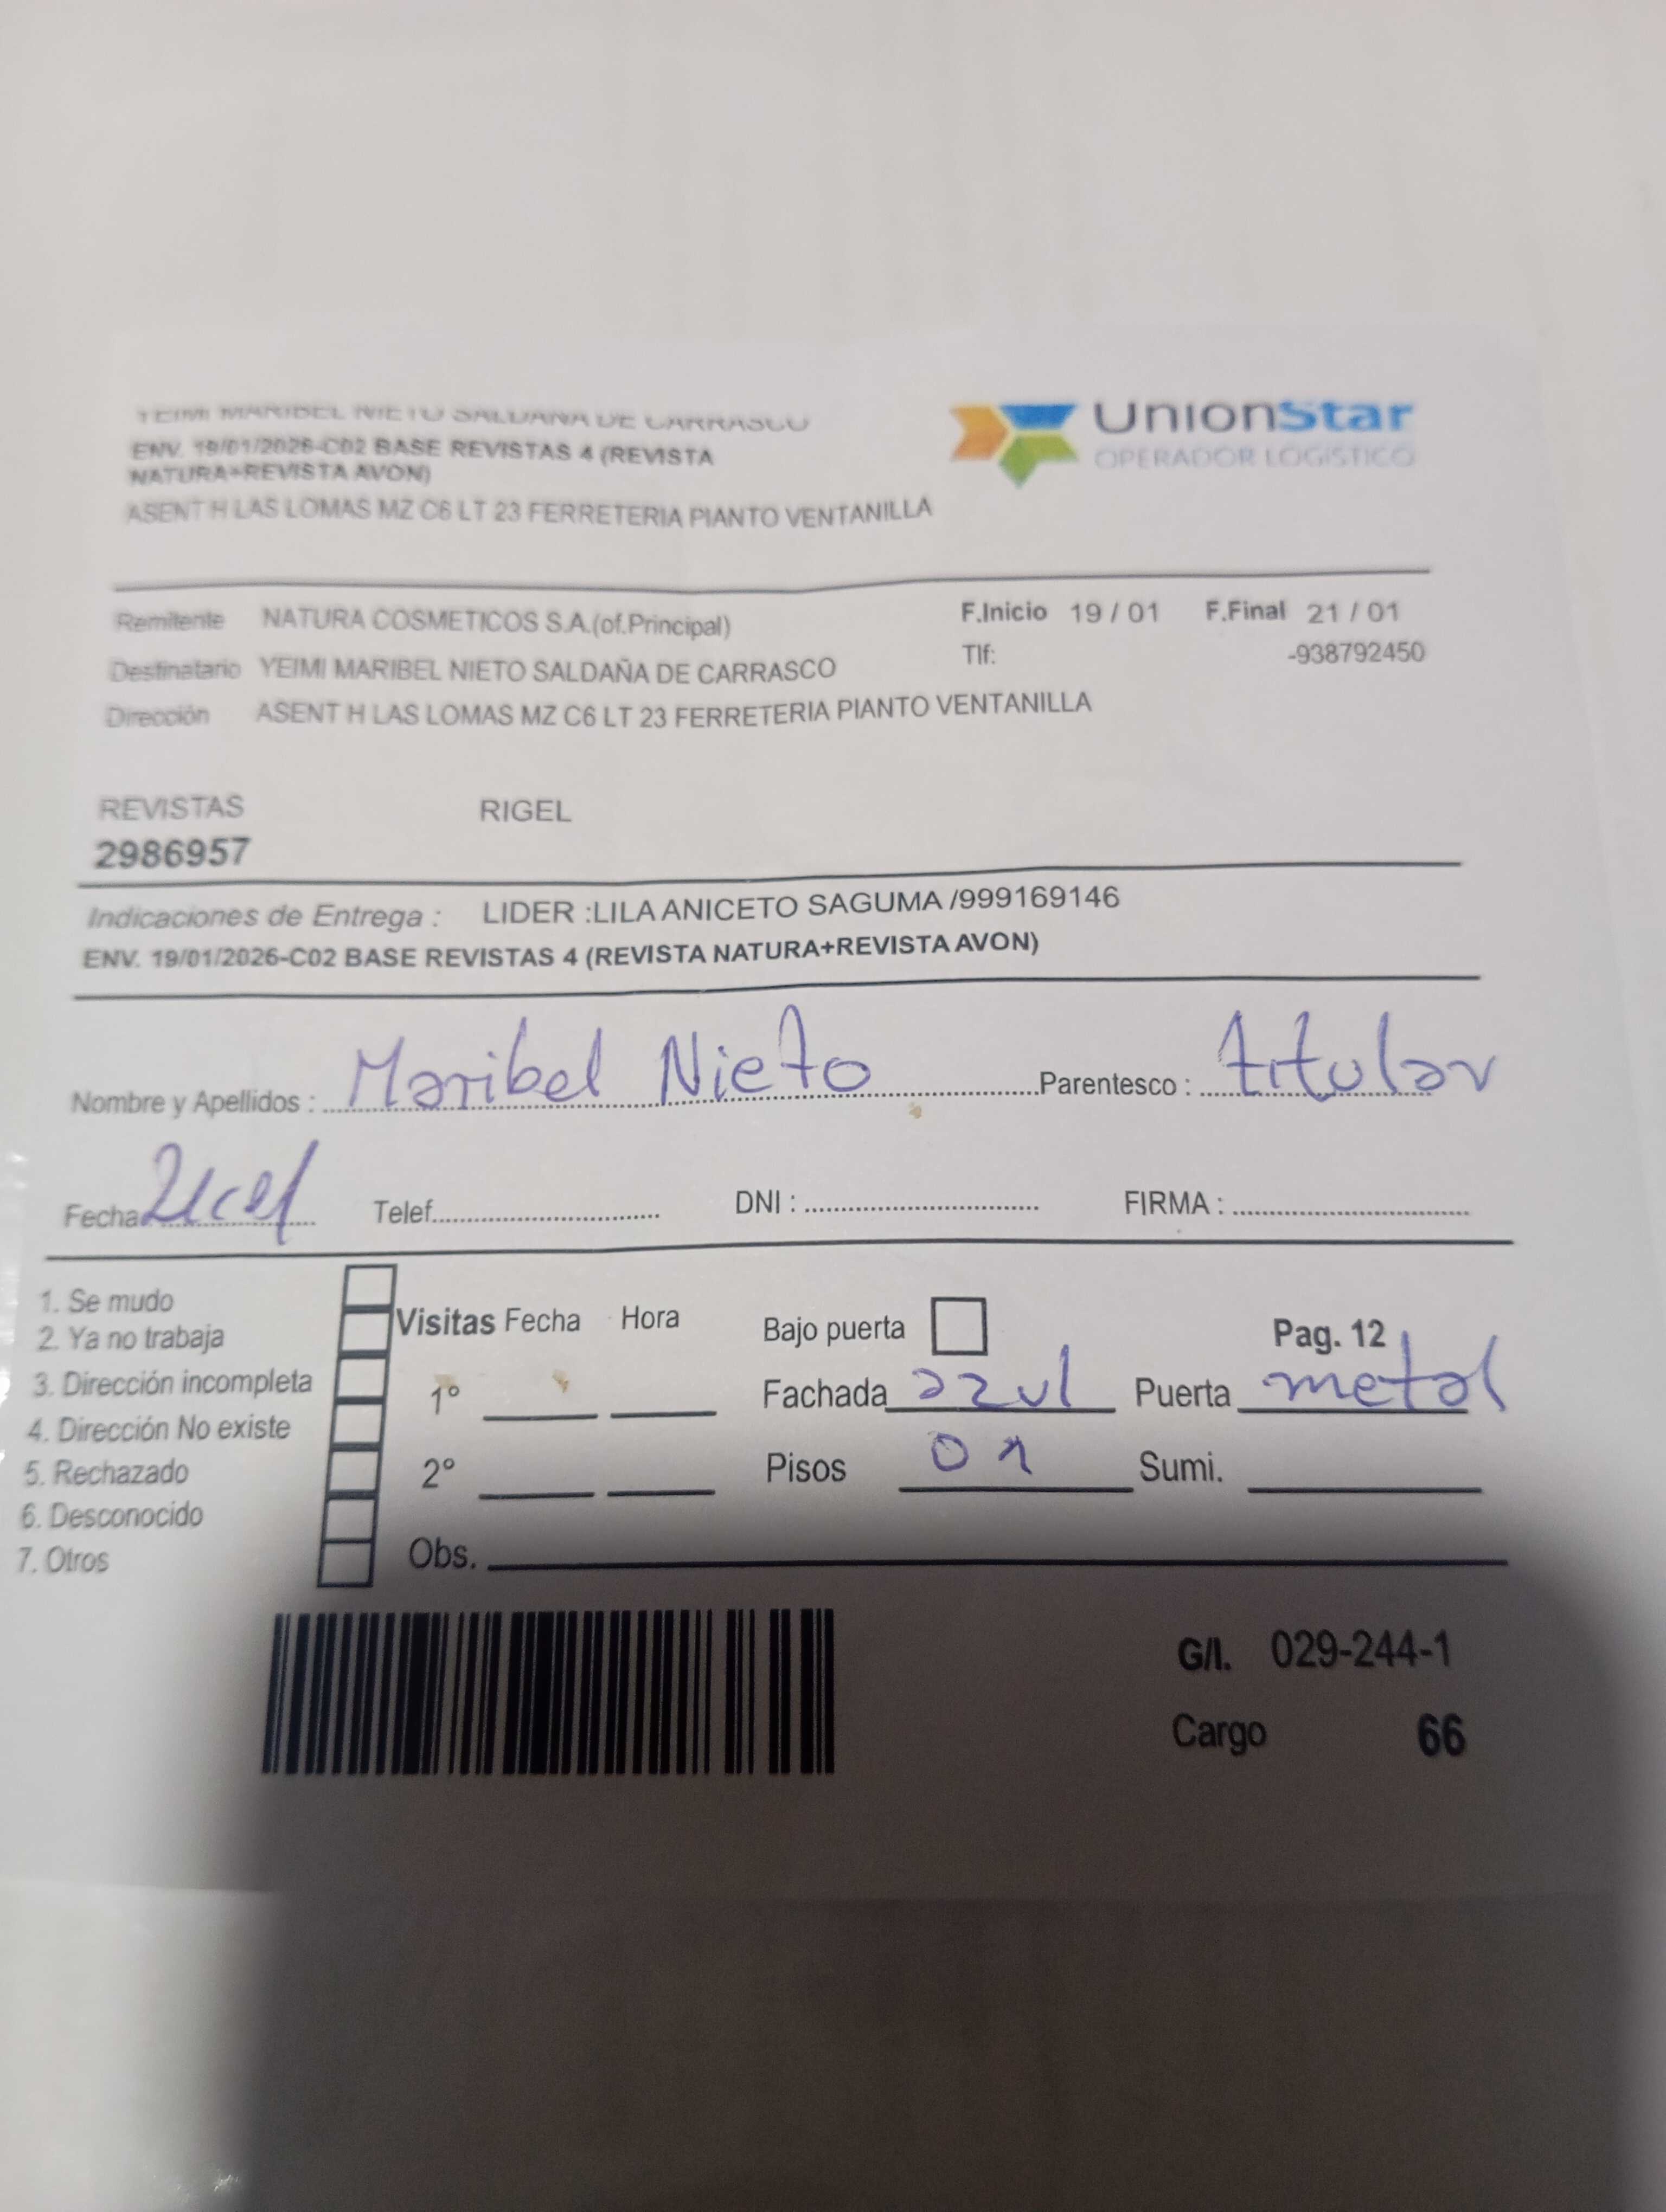 YEIMI MARIBEL NIETO SALDAÑA DE CARRASCO
UnionStar
OPERADOR LOGISTICO
ENV. 19/01/2026-C02 BASE REVISTAS 4 (REVISTA
NATURA+REVISTA AVON)
ASENT H LAS LOMAS MZ C6 LT 23 FERRETERIA PIANTO VENTANILLA
Remitente NATURA COSMETICOS S.A.(of.Principal) F.Inicio 19 / 01 F.Final 21 / 01
Destinatario YEIMI MARIBEL NIETO SALDAÑA DE CARRASCO Tlf: -938792450
Dirección ASENT H LAS LOMAS MZ C6 LT 23 FERRETERIA PIANTO VENTANILLA
REVISTAS RIGEL
2986957
Indicaciones de Entrega : LIDER :LILA ANICETO SAGUMA /999169146
ENV. 19/01/2026-C02 BASE REVISTAS 4 (REVISTA NATURA+REVISTA AVON)
Nombre y Apellidos : Maribel Nieto Parentesco : titular
Fecha Telef. DNI : FIRMA :
1. Se mudo
2. Ya no trabaja
3. Dirección incompleta
4. Dirección No existe
5. Rechazado
6. Desconocido
7. Otros
Visitas Fecha Hora
1°
2°
Obs.
Bajo puerta Pag. 12
Fachada azul Puerta metal
Pisos 01 Sumi.
G/I. 029-244-1
Cargo 66